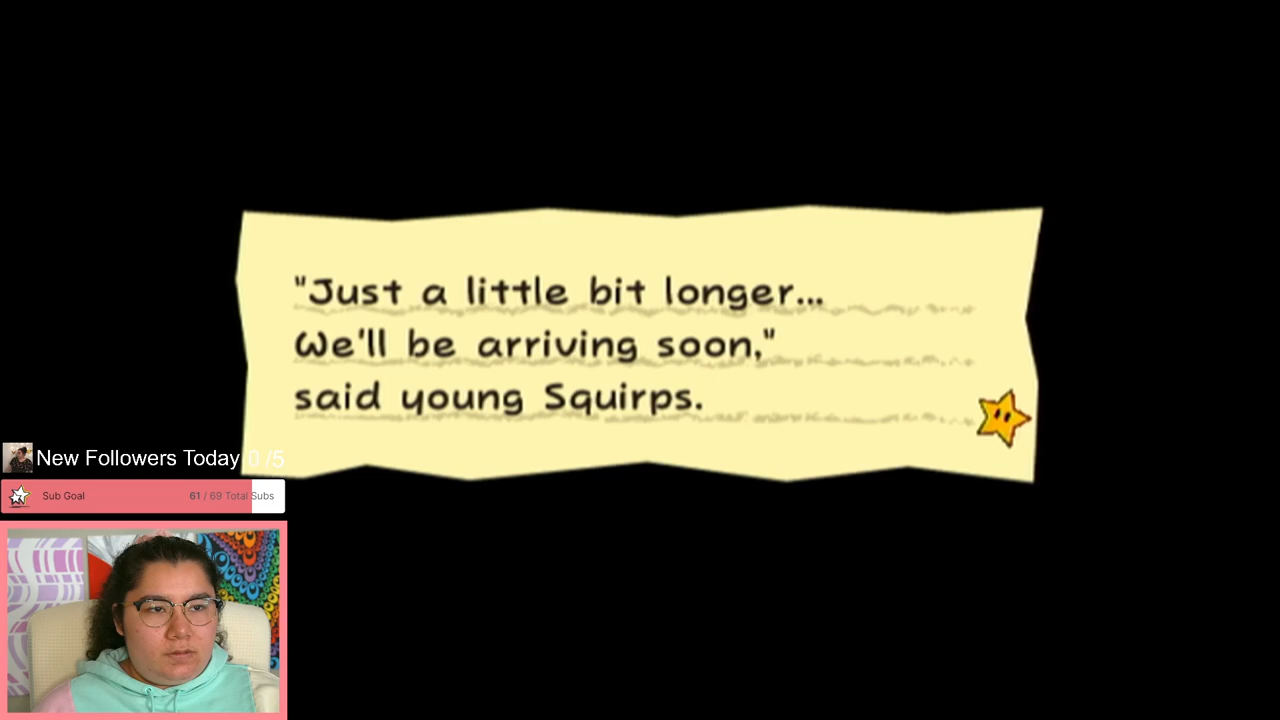 "Just a little bit longer...
We'll be arriving soon,"
said young Squirps.
New Followers Today 0 /5
Sub Goal
61 / 69 Total Subs